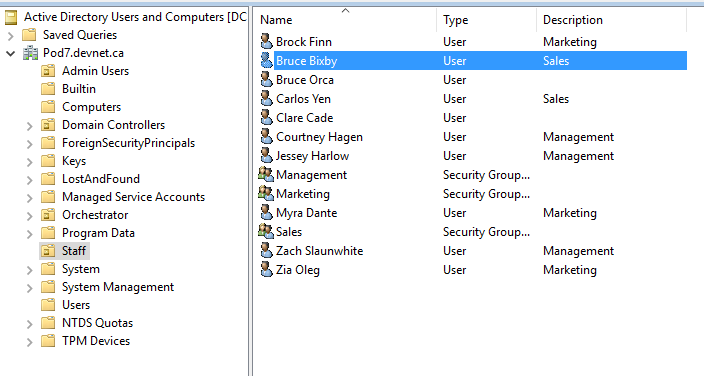 Active Directory Users and Computers [DC
Saved Queries
Pod7.devnet.ca
Admin Users
Builtin
Computers
Domain Controllers
ForeignSecurityPrincipals
Keys
LostAndFound
Managed Service Accounts
Orchestrator
Program Data
Staff
System
System Management
Users
NTDS Quotas
TPM Devices
Name Type Description
Brock Finn User Marketing
Bruce Bixby User Sales
Bruce Orca User
Carlos Yen User Sales
Clare Cade User
Courtney Hagen User Management
Jessey Harlow User Management
Management Security Group...
Marketing Security Group...
Myra Dante User Marketing
Sales Security Group...
Zach Slaunwhite User Management
Zia Oleg User Marketing